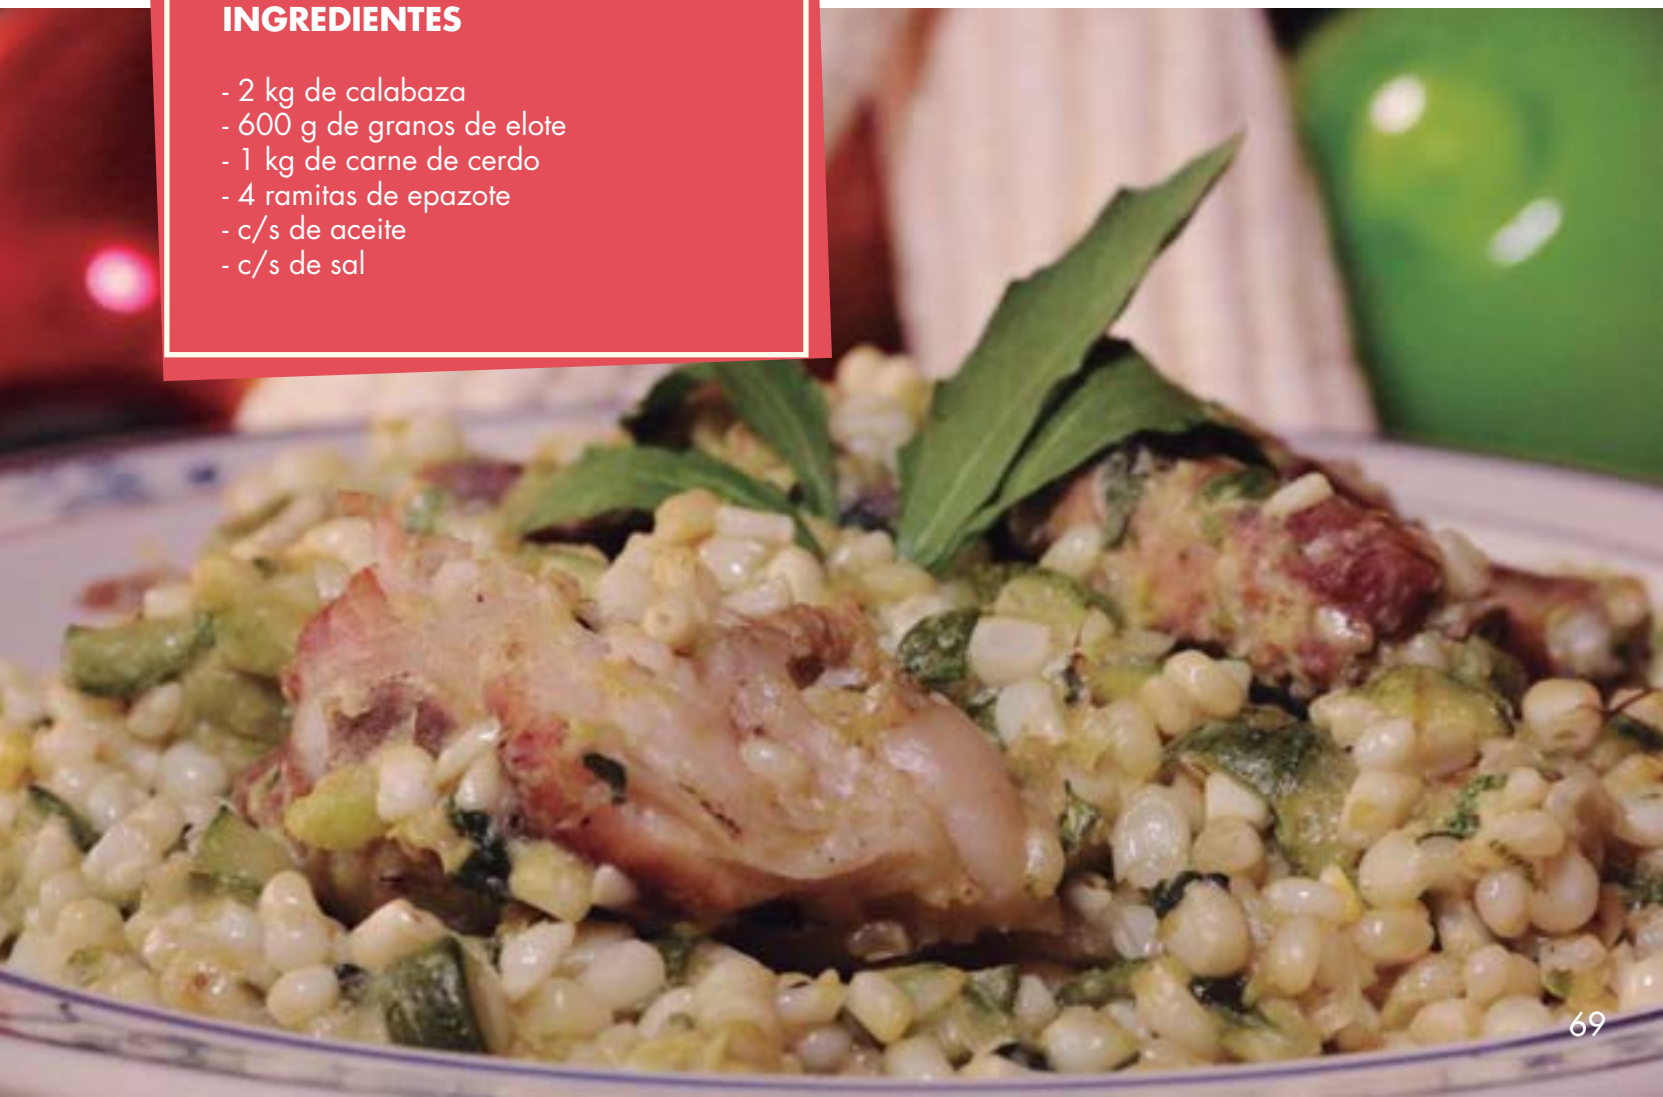 INGREDIENTES
- 2 kg de calabaza
- 600 g de granos de elote
- 1 kg de carne de cerdo
- 4 ramitas de epazote
- c/s de aceite
- c/s de sal
69